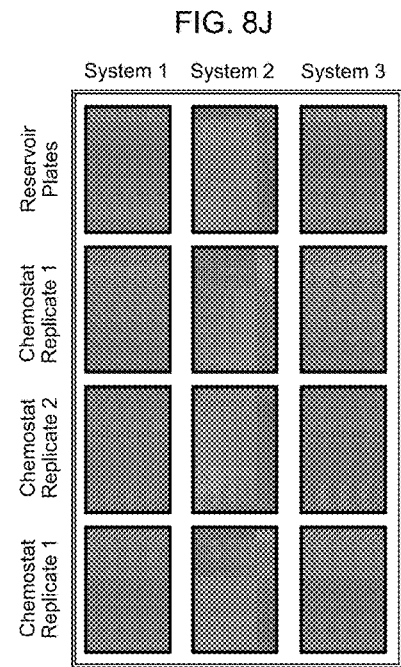 FIG. 8J
System 1 System 2 System 3
Reservoir
Plates
Chemostat
Replicate 1
Chemostat
Replicate 2
Chemostat
Replicate 1